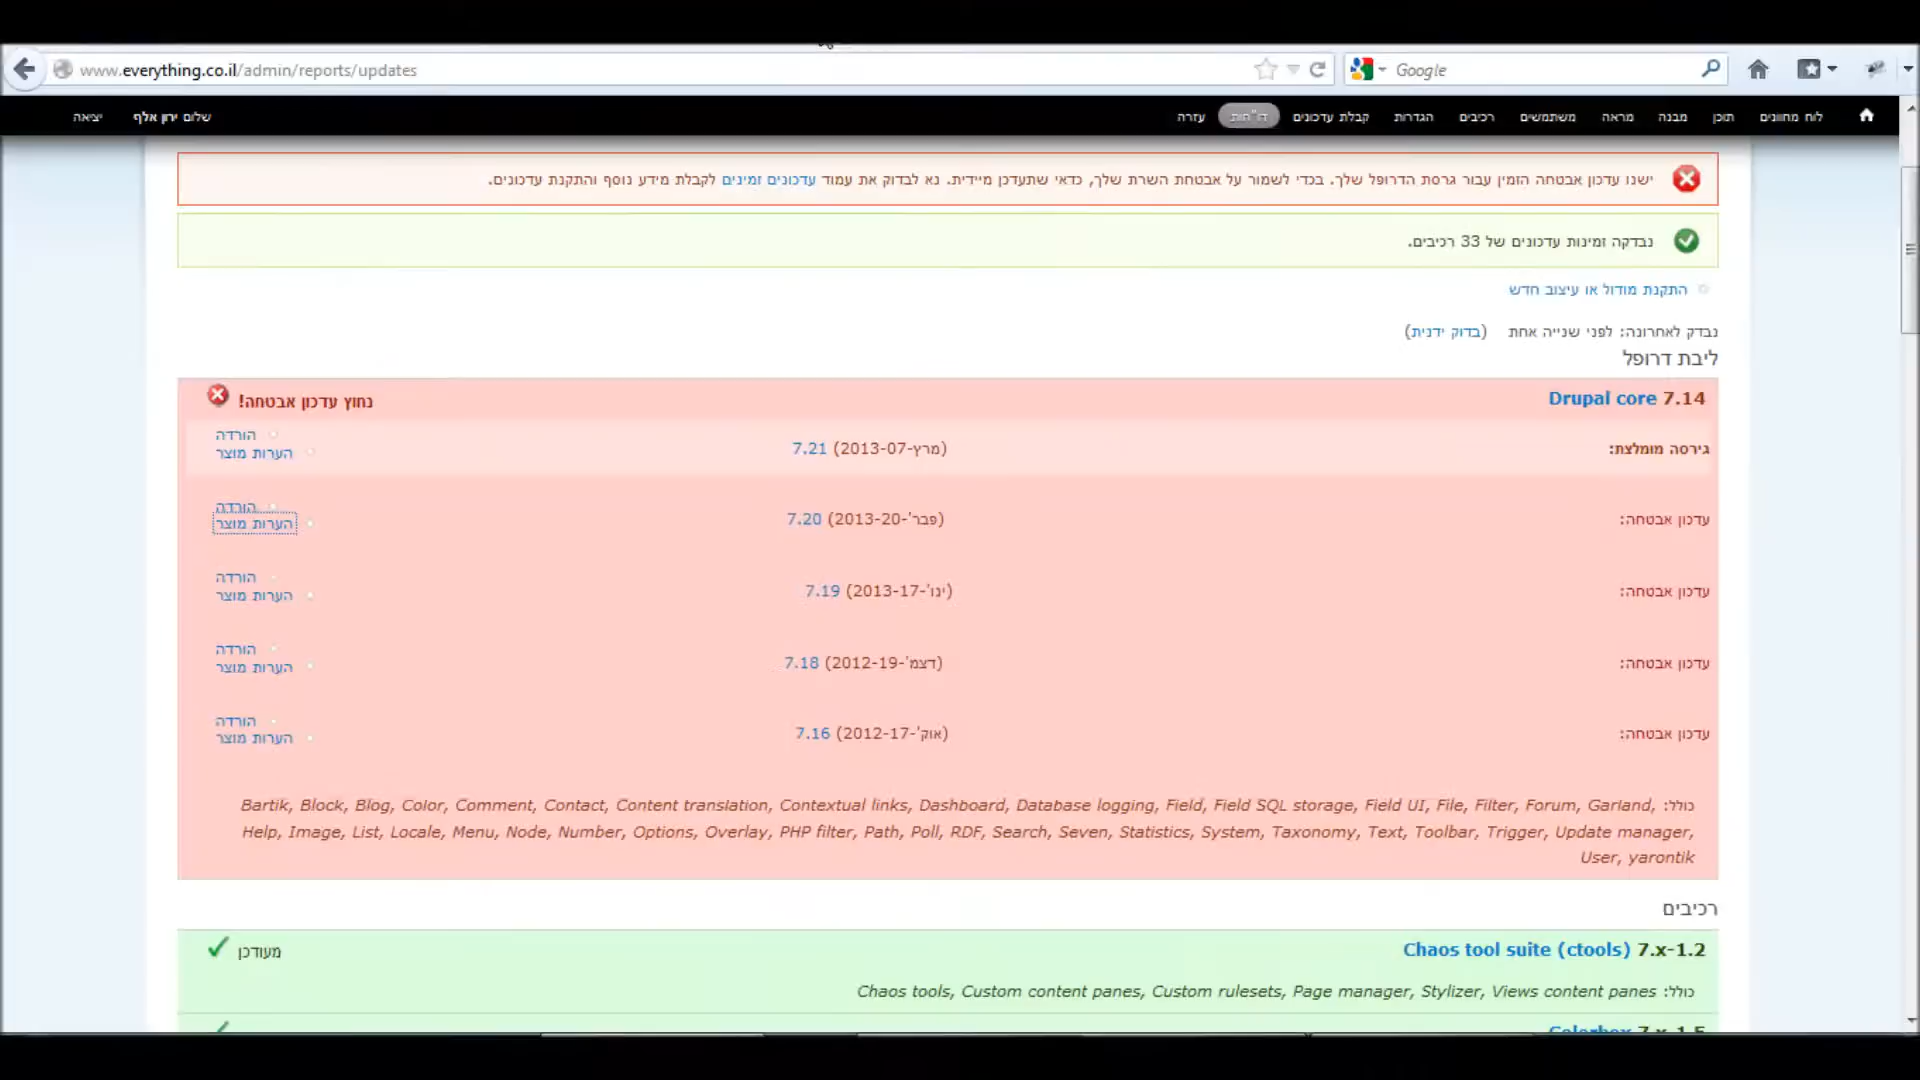 www.everything.co.il/admin/reports/updates
Google
לוח מחוונים תוכן מבנה מראה משתמשים רכיבים הגדרות קבלת עדכונים דו"חות עזרה שלום ירון אלף יציאה
ישנו עדכון אבטחה הזמין עבור גרסת הדרופל שלך. בכדי לשמור על אבטחת השרת שלך, כדאי שתעדכן מיידית. נא לבדוק את עמוד עדכונים זמינים לקבלת מידע נוסף והתקנת עדכונים.
נבדקה זמינות עדכונים של 33 רכיבים.
התקנת מודול או עיצוב חדש
נבדק לאחרונה: לפני שנייה אחת (בדוק ידנית)
ליבת דרופל
Drupal core 7.14 נחוץ עדכון אבטחה!
גירסה מומלצת: 7.21 (מרץ-07-2013) הורדה
הערות מוצר
עדכון אבטחה: 7.20 (פבר'-20-2013) הורדה
הערות מוצר
עדכון אבטחה: 7.19 (ינו'-17-2013) הורדה
הערות מוצר
עדכון אבטחה: 7.18 (דצמ'-19-2012) הורדה
הערות מוצר
עדכון אבטחה: 7.16 (אוק'-17-2012) הורדה
הערות מוצר
כולל: Bartik, Block, Blog, Color, Comment, Contact, Content translation, Contextual links, Dashboard, Database logging, Field, Field SQL storage, Field UI, File, Filter, Forum, Garland,
Help, Image, List, Locale, Menu, Node, Number, Options, Overlay, PHP filter, Path, Poll, RDF, Search, Seven, Statistics, System, Taxonomy, Text, Toolbar, Trigger, Update manager,
User, yarontik
רכיבים
Chaos tool suite (ctools) 7.x-1.2 מעודכן
כולל: Chaos tools, Custom content panes, Custom rulesets, Page manager, Stylizer, Views content panes
Colorbox 7.x-1.5